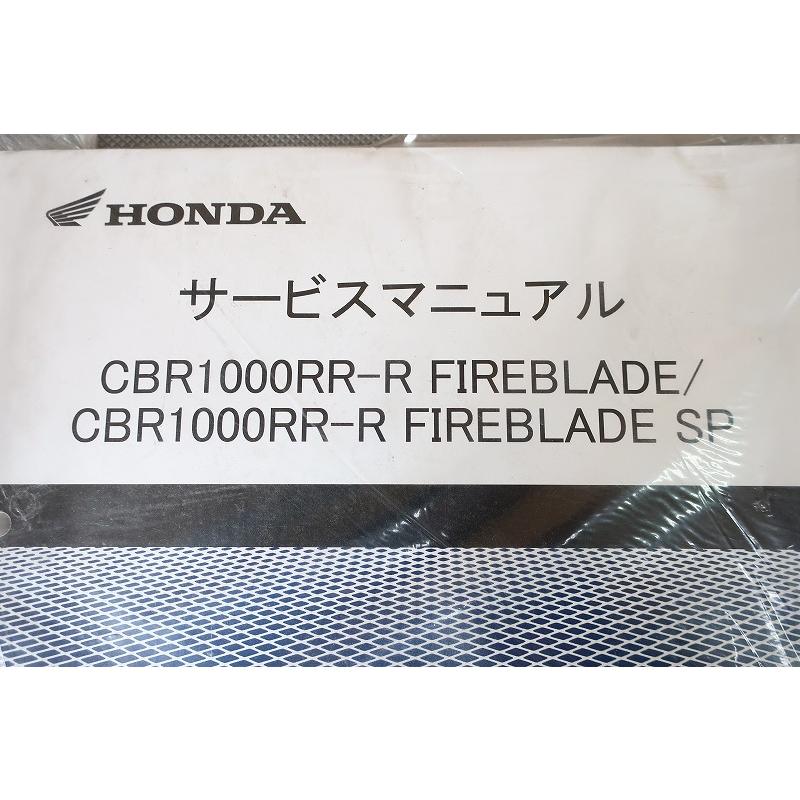 HONDA
サービスマニュアル
CBR1000RR-R FIREBLADE/
CBR1000RR-R FIREBLADE SP